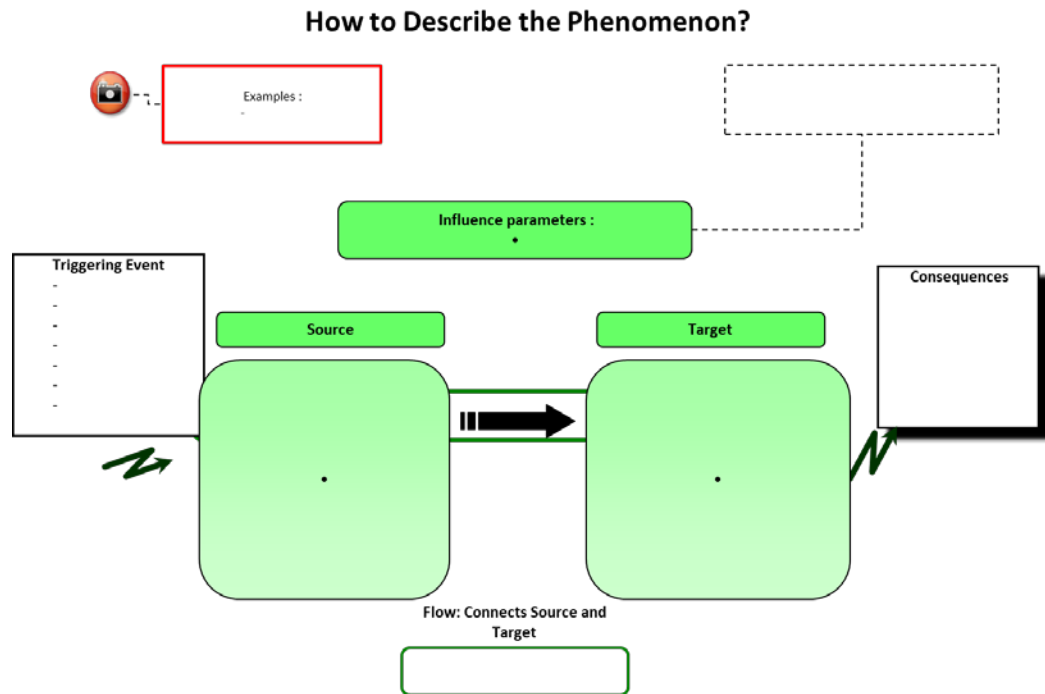 How to Describe the Phenomenon?
Examples :
-
Influence parameters :
•
Triggering Event
-
-
-
-
-
-
-
Consequences
Source
Target
•
•
Flow: Connects Source and
Target